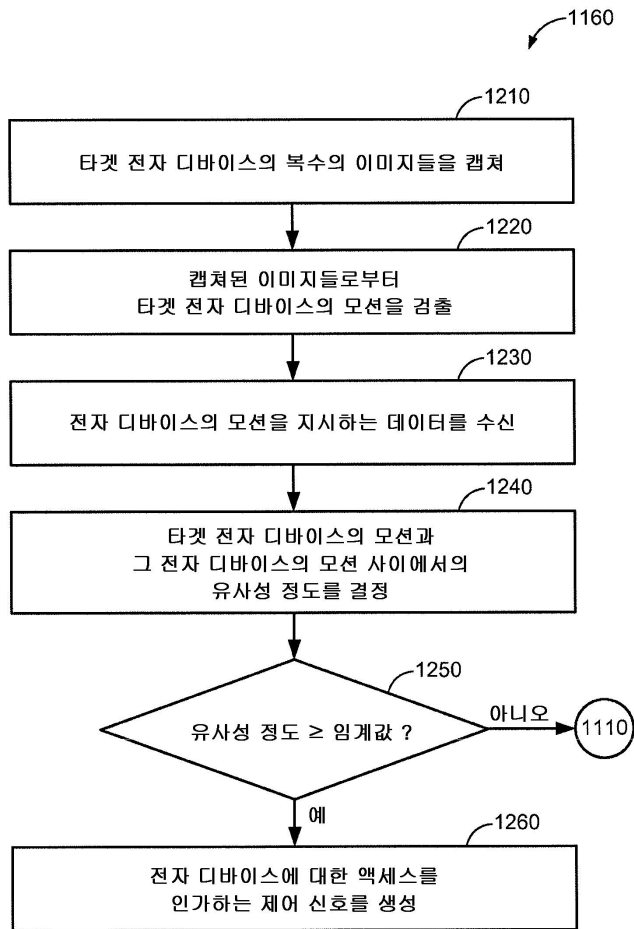 1160
1210
타겟 전자 디바이스의 복수의 이미지들을 캡쳐
1220
캡쳐된 이미지들로부터
타겟 전자 디바이스의 모션을 검출
1230
전자 디바이스의 모션을 지시하는 데이터를 수신
1240
타겟 전자 디바이스의 모션과
그 전자 디바이스의 모션 사이에서의
유사성 정도를 결정
1250
유사성 정도 ≥ 임계값 ?
아니오
1110
예
1260
전자 디바이스에 대한 액세스를
인가하는 제어 신호를 생성